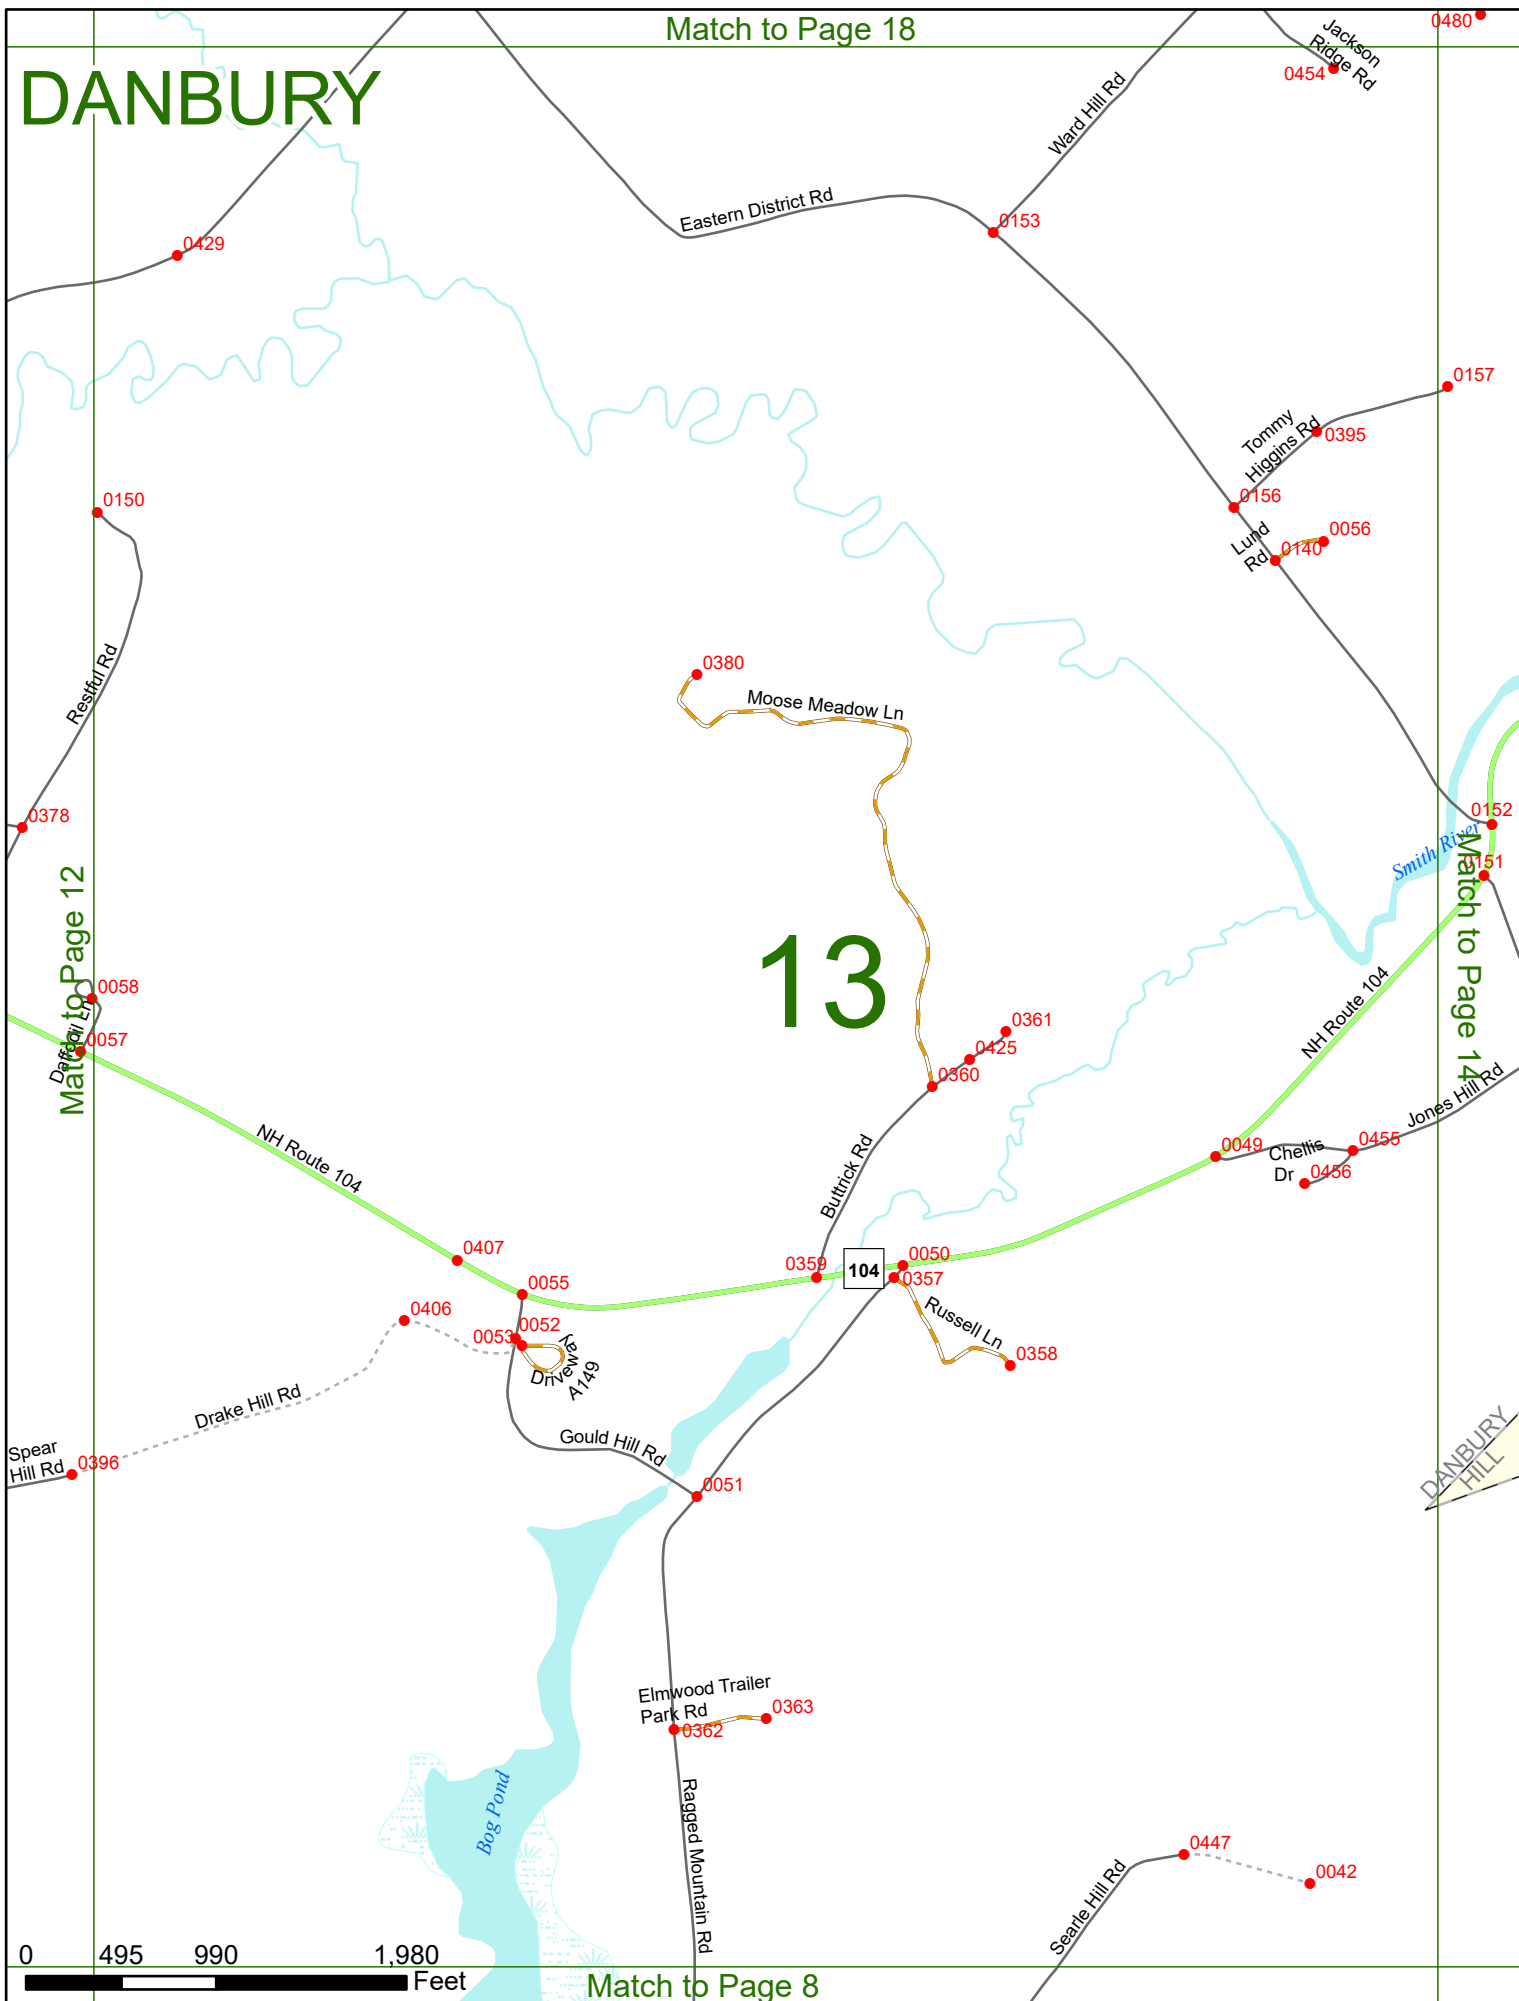 Match to Page 18
0480
Jackson
Ridge Rd
0454
DANBURY
Ward Hill Rd
Eastern District Rd
0153
0429
0157
Tommy
Higgins Rd
0395
0156
0150
Lund
Rd
0140
0056
Restful Rd
0380
Moose Meadow Ln
0378
0152
Smith River
0151
Match to Page 12
Match to Page 14
13
0058
Daffodil Ln
0057
NH Route 104
0361
0425
0360
Jones Hill Rd
NH Route 104
Buttrick Rd
0049
Chellis
Dr
0455
0456
0407
0359
104
0050
0357
0055
0406
0052
0053
Driveway
A149
Russell Ln
0358
Drake Hill Rd
DANBURY
HILL
Spear
Hill Rd
0396
Gould Hill Rd
0051
Elmwood Trailer
Park Rd
0363
0362
Bog Pond
Ragged Mountain Rd
0447
0042
Searle Hill Rd
0 495 990 1,980
Feet
Match to Page 8